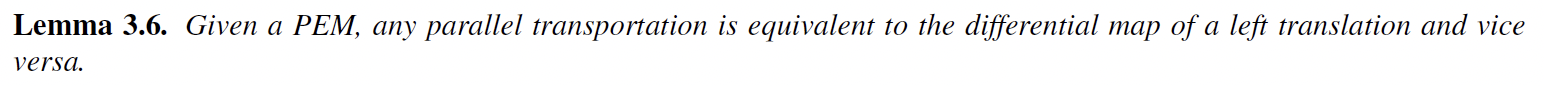 Lemma 3.6. Given a PEM, any parallel transportation is equivalent to the differential map of a left translation and vice
versa.